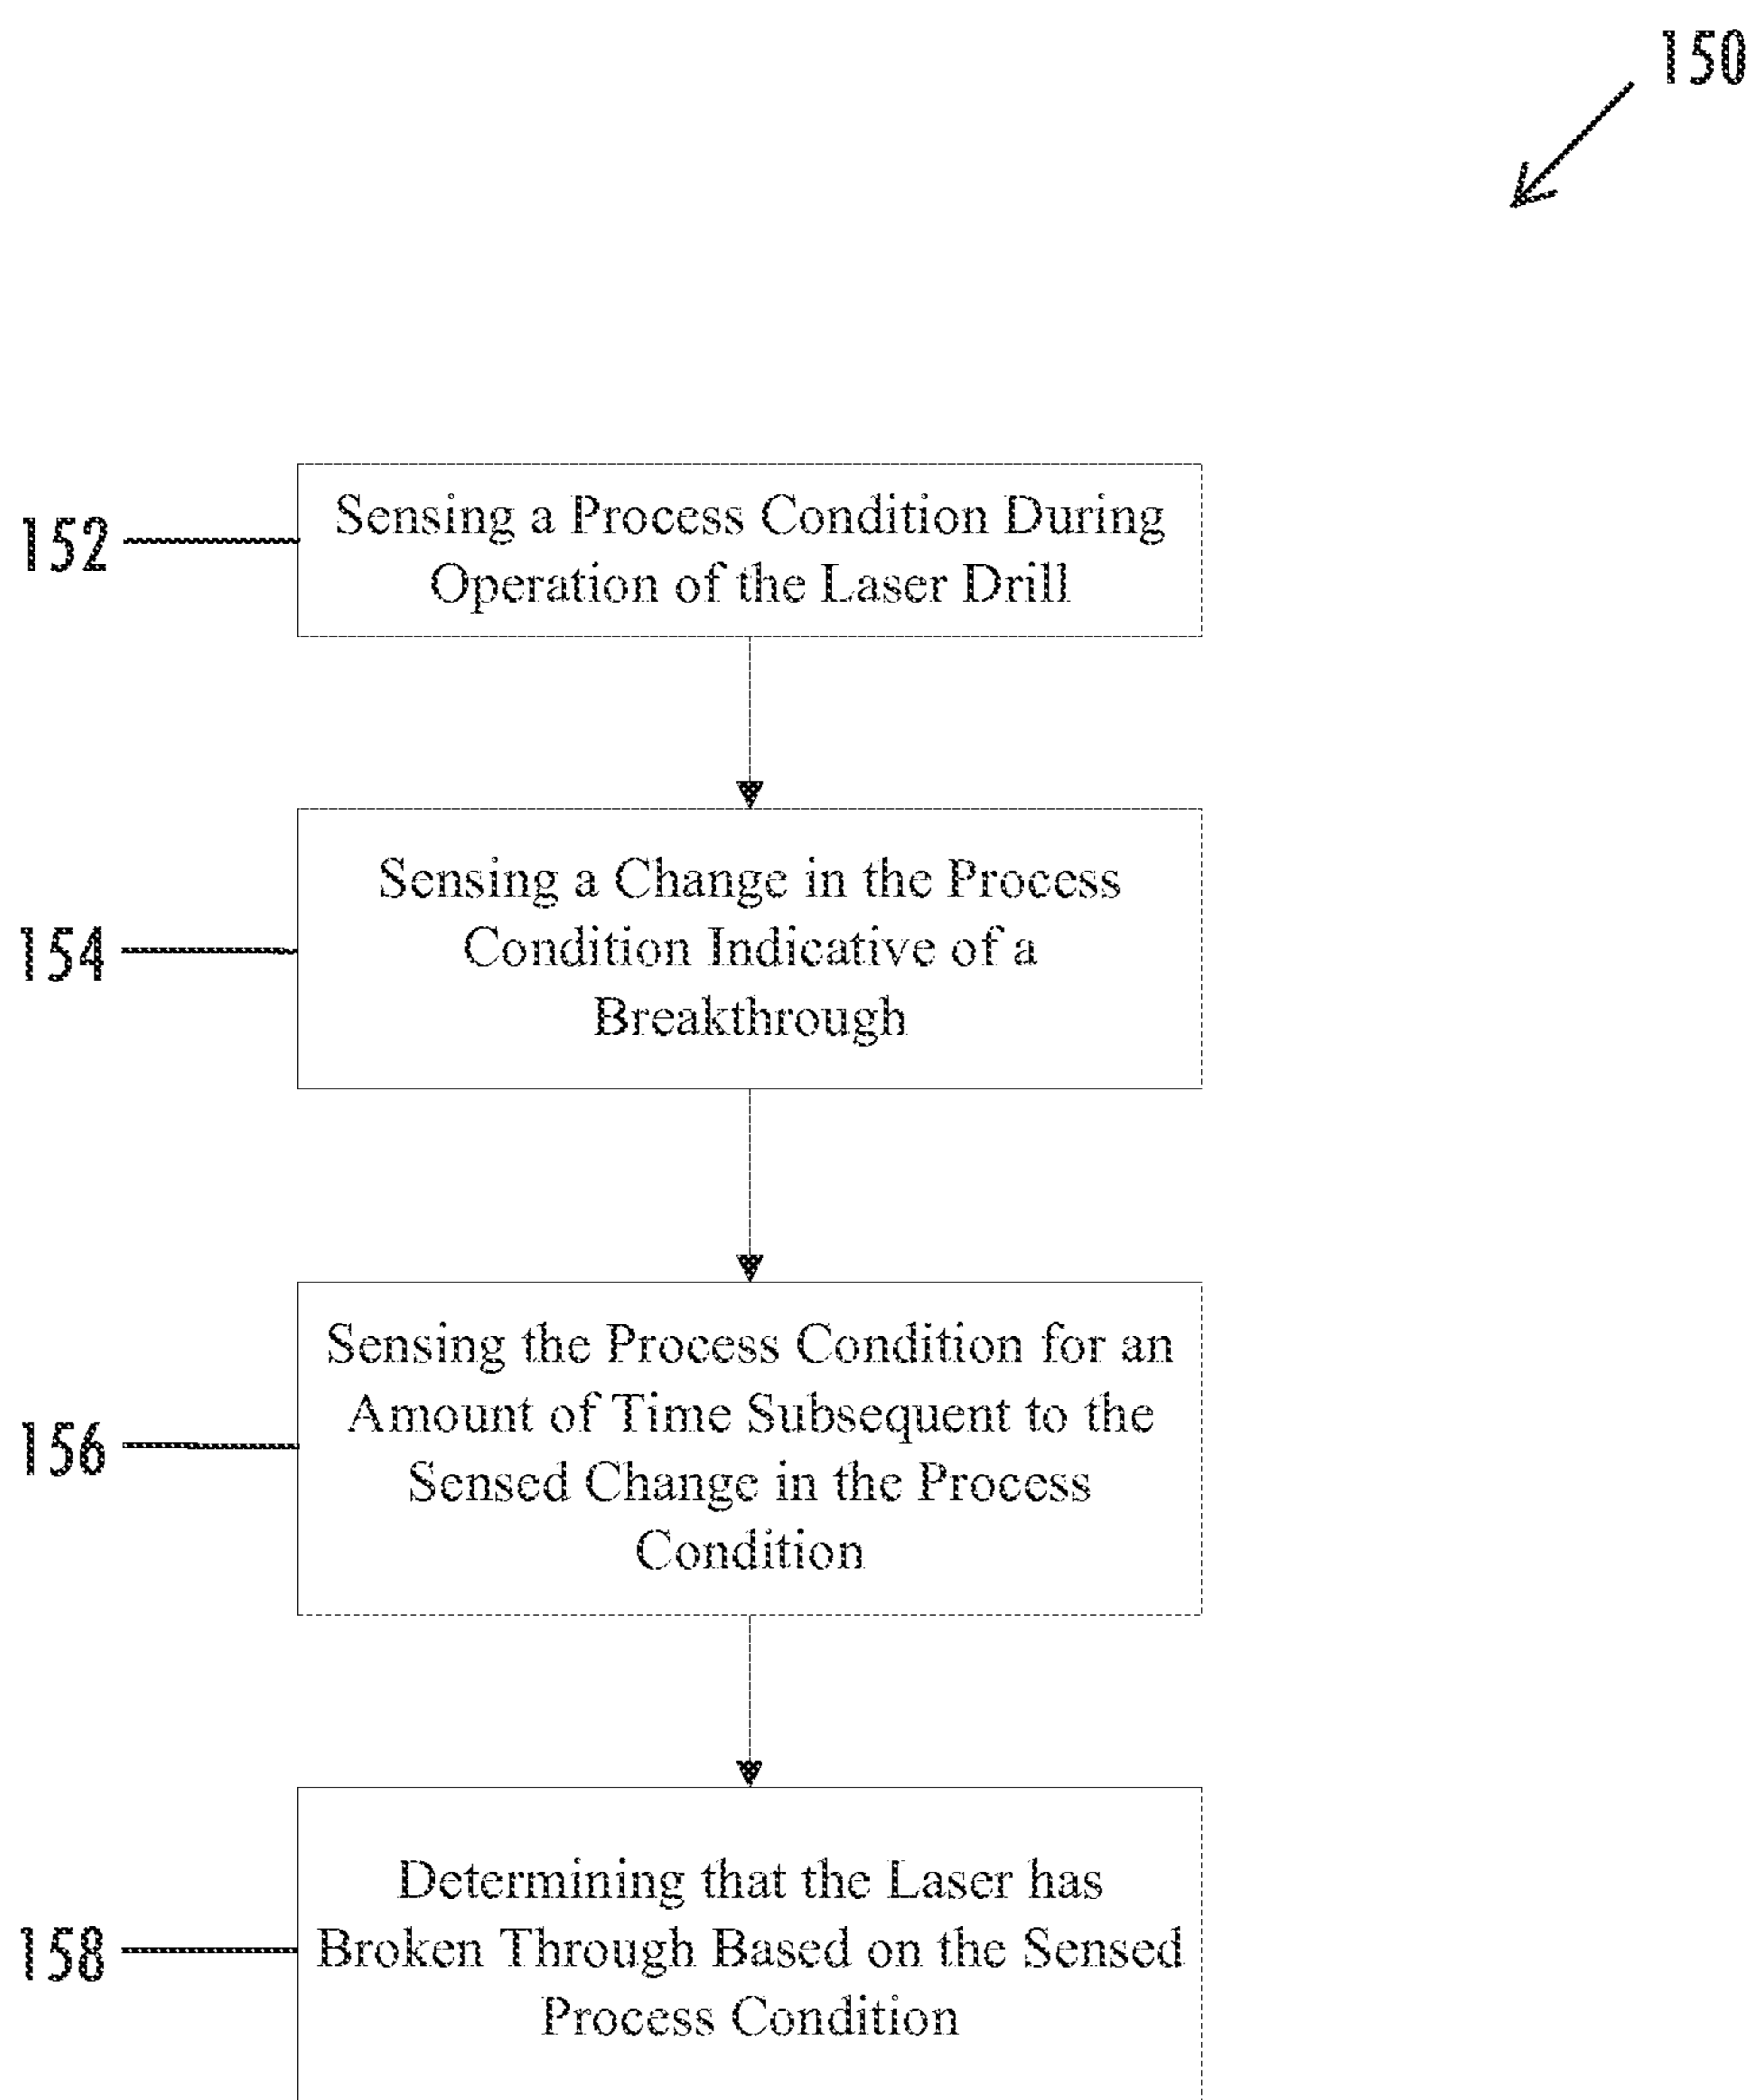 150
152
Sensing a Process Condition During
Operation of the Laser Drill
154
Sensing a Change in the Process
Condition Indicative of a
Breakthrough
156
Sensing the Process Condition for an
Amount of Time Subsequent to the
Sensed Change in the Process
Condition
158
Determining that the Laser has
Broken Through Based on the Sensed
Process Condition